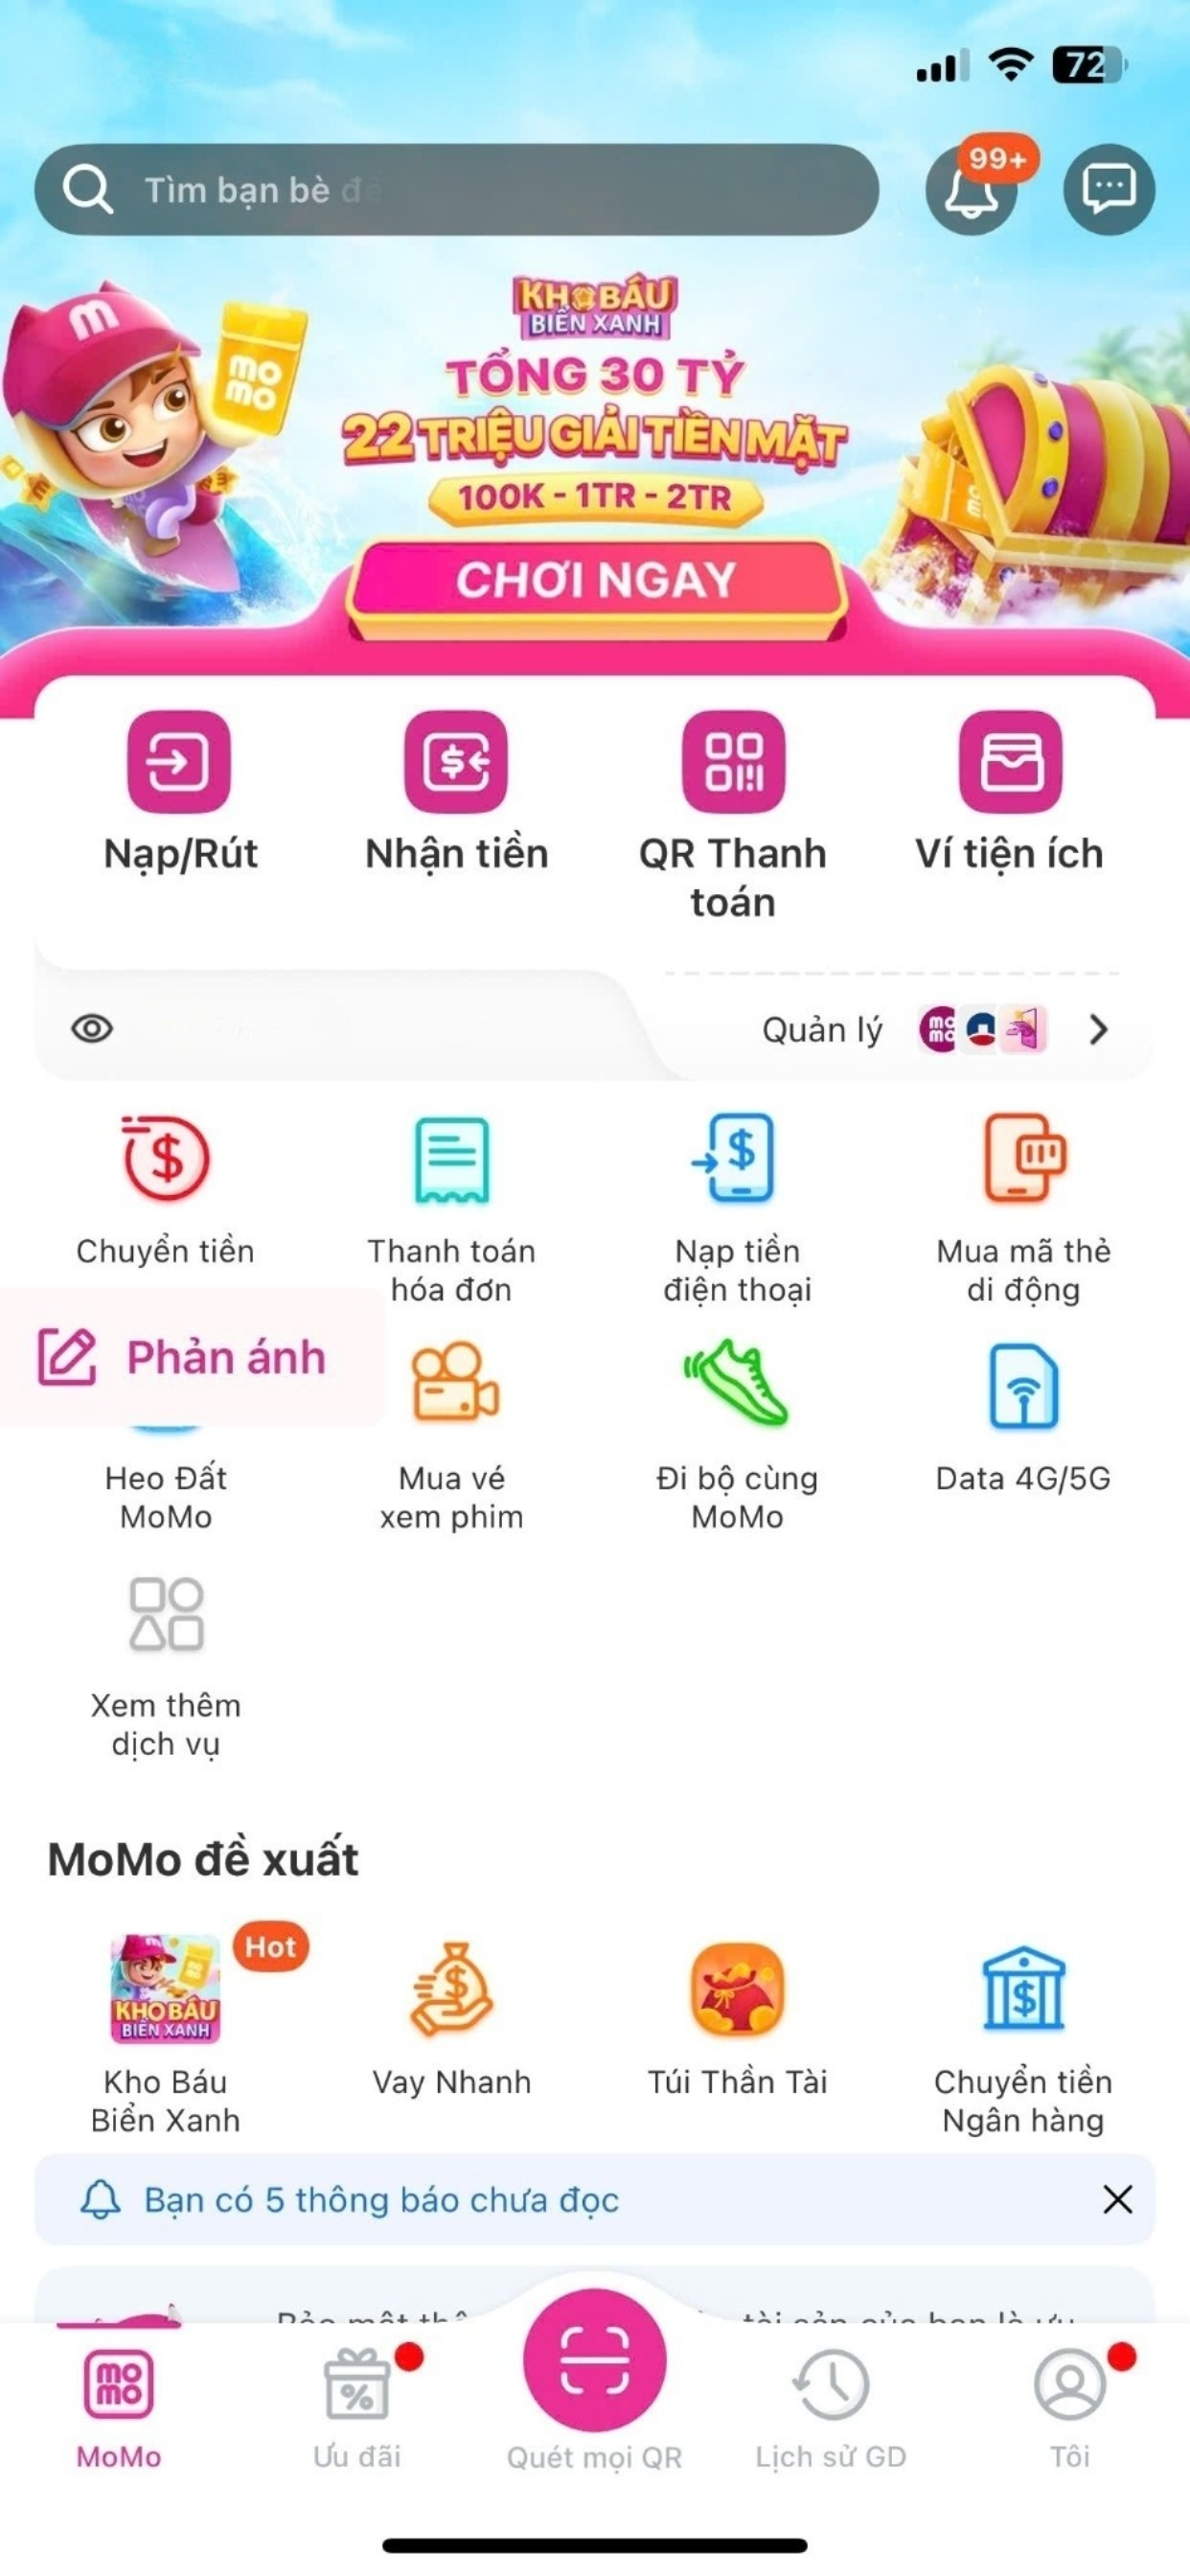 72
Tìm bạn bè để
99+
KHO BÁU
BIỂN XANH
TỔNG 30 TỶ
22 TRIỆU GIẢI TIỀN MẶT
100K - 1TR - 2TR
CHƠI NGAY
m
MO
MO
Nạp/Rút
Nhận tiền
QR Thanh
toán
Ví tiện ích
Quản lý
Chuyển tiền
Thanh toán
hóa đơn
Nạp tiền
điện thoại
Mua mã thẻ
di động
Phản ánh
Heo Đất
MoMo
Mua vé
xem phim
Đi bộ cùng
MoMo
Data 4G/5G
Xem thêm
dịch vụ
MoMo đề xuất
Hot
KHO BÁU
BIỂN XANH
Kho Báu
Biển Xanh
Vay Nhanh
Túi Thần Tài
Chuyển tiền
Ngân hàng
Bạn có 5 thông báo chưa đọc
MO
MO
MoMo
Ưu đãi
Quét mọi QR
Lịch sử GD
Tôi